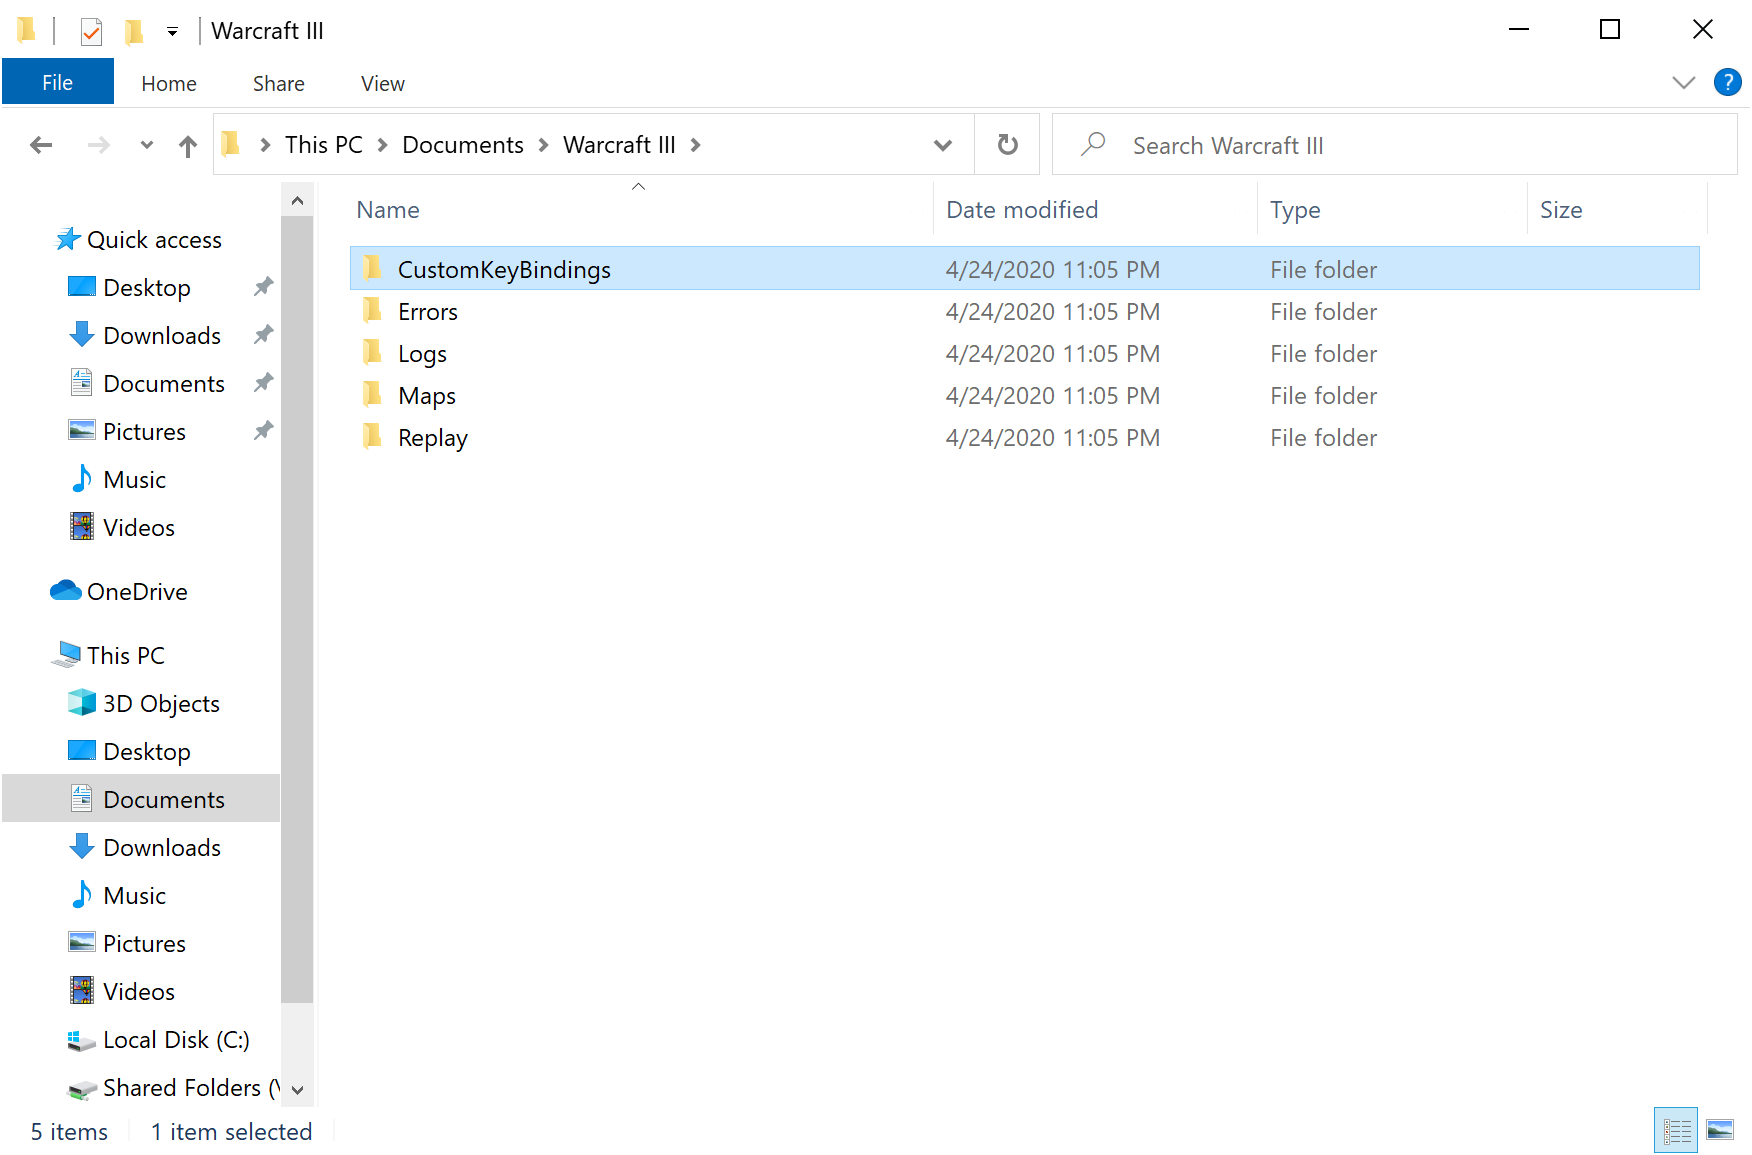 Warcraft III
File Home Share View ?
This PC Documents Warcraft III Search Warcraft III
Name Date modified Type Size
Quick access
Desktop
Downloads
Documents
Pictures
Music
Videos
OneDrive
This PC
3D Objects
Desktop
Documents
Downloads
Music
Pictures
Videos
Local Disk (C:)
Shared Folders (
CustomKeyBindings 4/24/2020 11:05 PM File folder
Errors 4/24/2020 11:05 PM File folder
Logs 4/24/2020 11:05 PM File folder
Maps 4/24/2020 11:05 PM File folder
Replay 4/24/2020 11:05 PM File folder
5 items 1 item selected